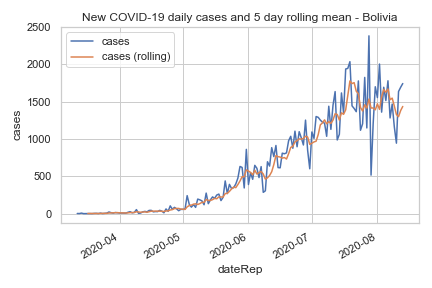 New COVID-19 daily cases and 5 day rolling mean - Bolivia
cases
cases (rolling)
2500
2000
1500
1000
500
0
cases
2020-04
2020-05
2020-06
2020-07
2020-08
dateRep